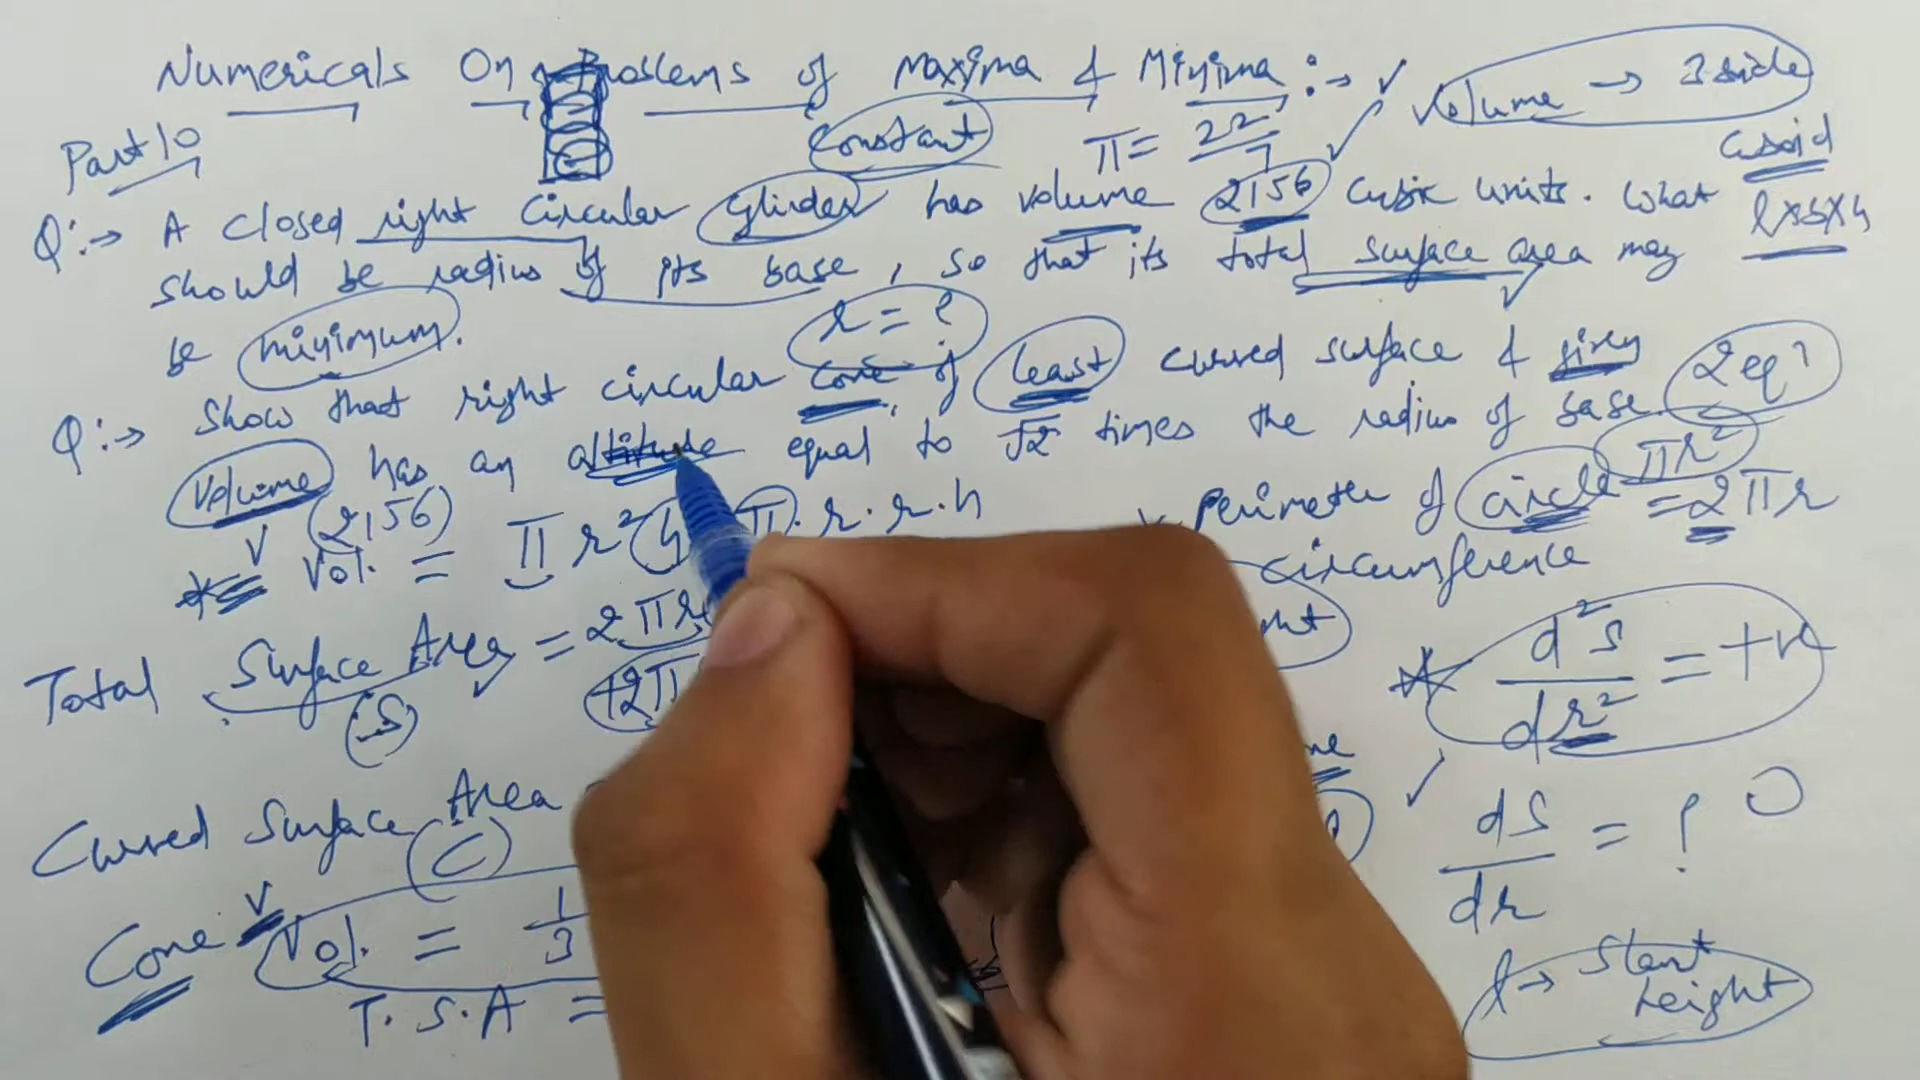 Numericals On Problems of Maxima & Minima :→ ✓
Volume → 3 side
Part 10
Constant
π = 22/7
Cuboid
l×b×h
Q:→ A closed right circular cylinder has volume 2156 cubic units. What
should be radius of its base, so that its total surface area may
be minimum.
r = ?
Q:→ Show that right circular cone of least curved surface & given
2 eqn
volume has an altitude equal to √2 times the radius of base.
πr²
(2156)
V
Vol. = πr²h π.r.r.h
Perimeter of circle = 2πr
circumference
Total Surface Area = 2πr
(S)
+2π
d²S/dr² = +ve
Curved Surface Area
(C)
dS/dr = ? 0
Cone V
Vol. = 1/3
T.S.A =
l → slant height